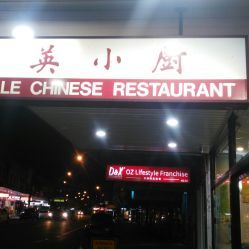 英小厨
LE CHINESE RESTAURANT
D&X OZ Lifestyle Franchise